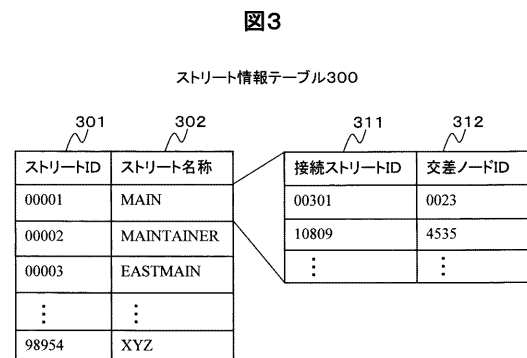 図3
ストリート情報テーブル300
301 302 311 312
ストリートID ストリート名称 接続ストリートID 交差ノードID
00001 MAIN 00301 0023
00002 MAINTAINER 10809 4535
00003 EASTMAIN ⋮ ⋮
⋮ ⋮
98954 XYZ